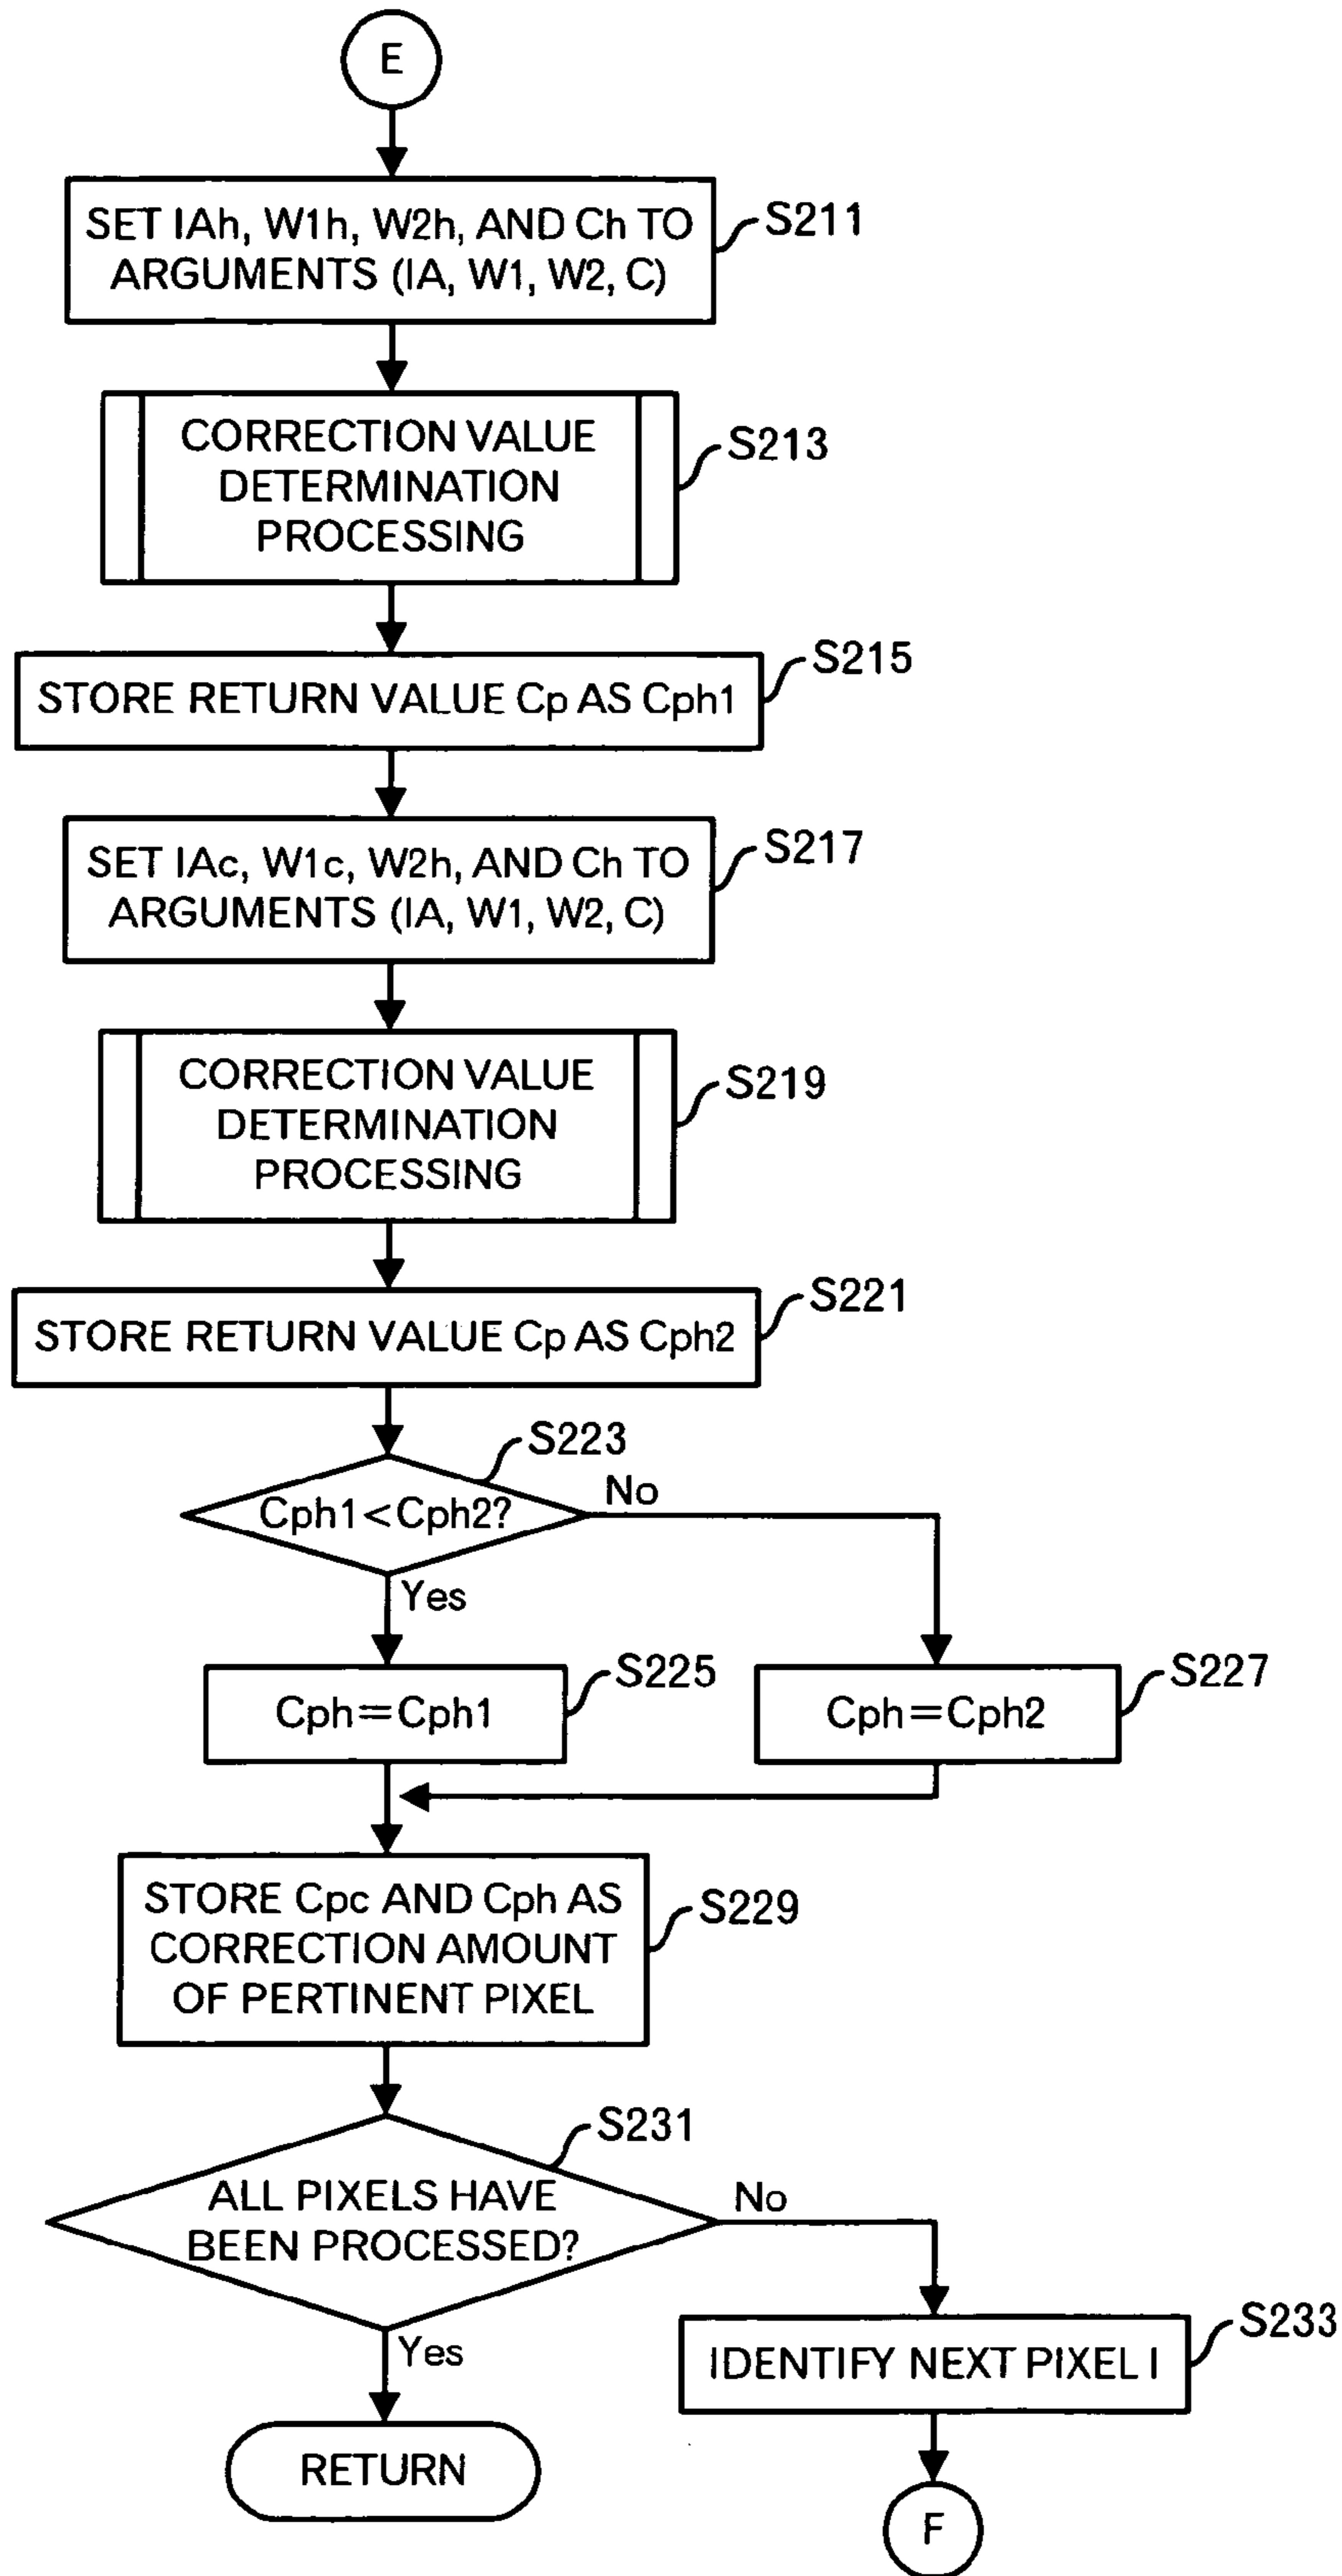 E
SET IAh, W1h, W2h, AND Ch TO
ARGUMENTS (IA, W1, W2, C)
S211
CORRECTION VALUE
DETERMINATION
PROCESSING
S213
STORE RETURN VALUE Cp AS Cph1
S215
SET IAc, W1c, W2h, AND Ch TO
ARGUMENTS (IA, W1, W2, C)
S217
CORRECTION VALUE
DETERMINATION
PROCESSING
S219
STORE RETURN VALUE Cp AS Cph2
S221
S223
Cph1<Cph2?
No
Yes
Cph=Cph1
S225
Cph=Cph2
S227
STORE Cpc AND Cph AS
CORRECTION AMOUNT
OF PERTINENT PIXEL
S229
S231
ALL PIXELS HAVE
BEEN PROCESSED?
No
Yes
IDENTIFY NEXT PIXEL I
S233
RETURN
F